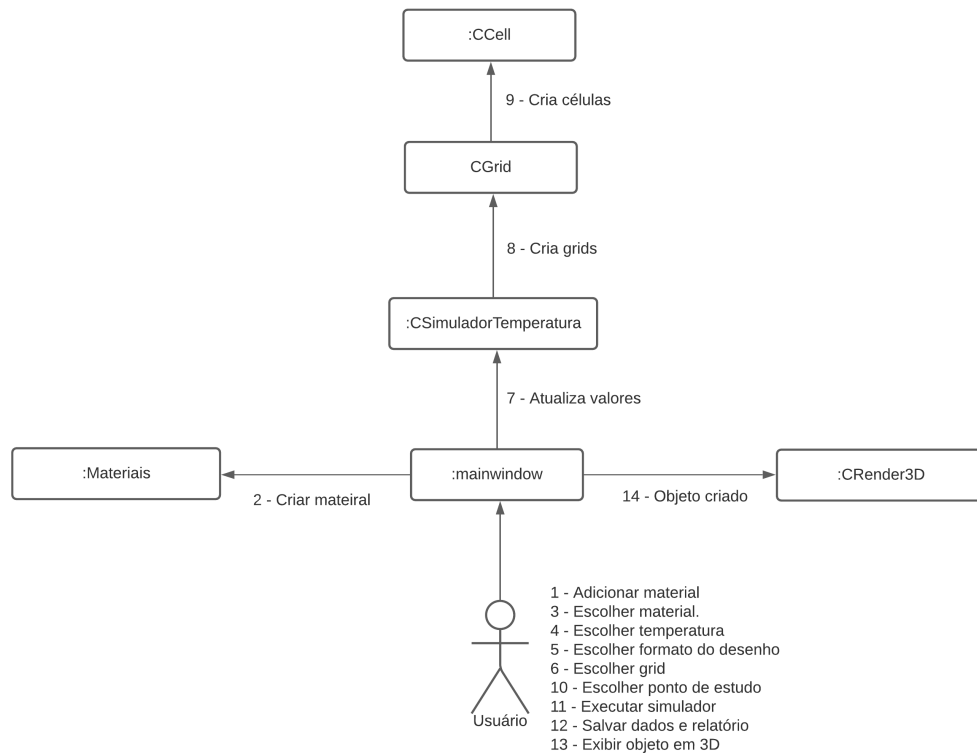 :CCell
9 - Cria células
CGrid
8 - Cria grids
:CSimuladorTemperatura
7 - Atualiza valores
:Materiais
:mainwindow
:CRender3D
2 - Criar mateiral
14 - Objeto criado
1 - Adicionar material
3 - Escolher material.
4 - Escolher temperatura
5 - Escolher formato do desenho
6 - Escolher grid
10 - Escolher ponto de estudo
11 - Executar simulador
12 - Salvar dados e relatório
13 - Exibir objeto em 3D
Usuário